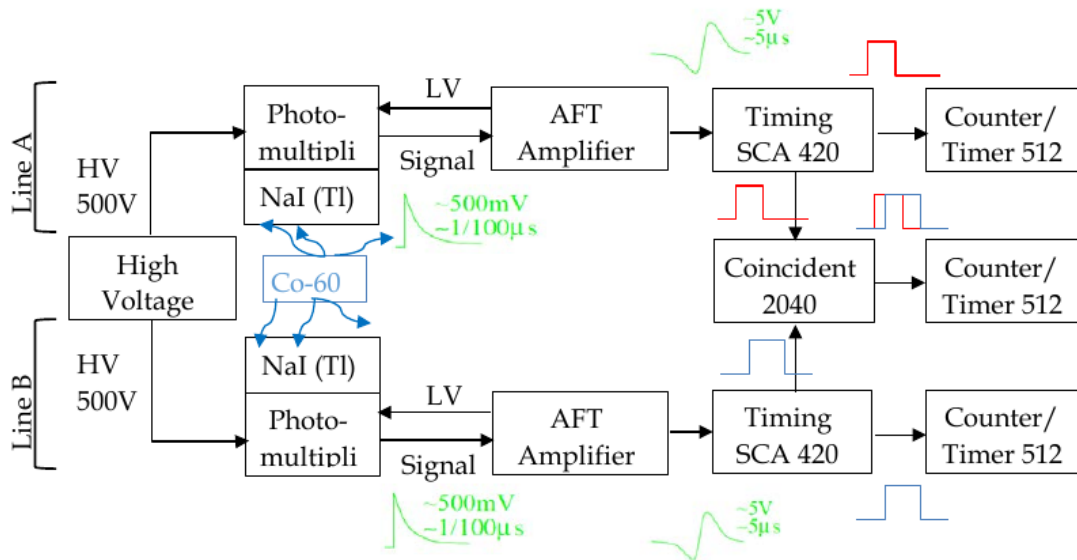 Line A
HV
500V
Photo-
multipli
NaI (Tl)
LV
Signal
~500mV
~1/100µs
AFT
Amplifier
~5V
~5µs
Timing
SCA 420
Counter/
Timer 512
High
Voltage
Co-60
Coincident
2040
Counter/
Timer 512
Line B
HV
500V
NaI (Tl)
Photo-
multipli
LV
Signal
~500mV
~1/100µs
AFT
Amplifier
~5V
~5µs
Timing
SCA 420
Counter/
Timer 512